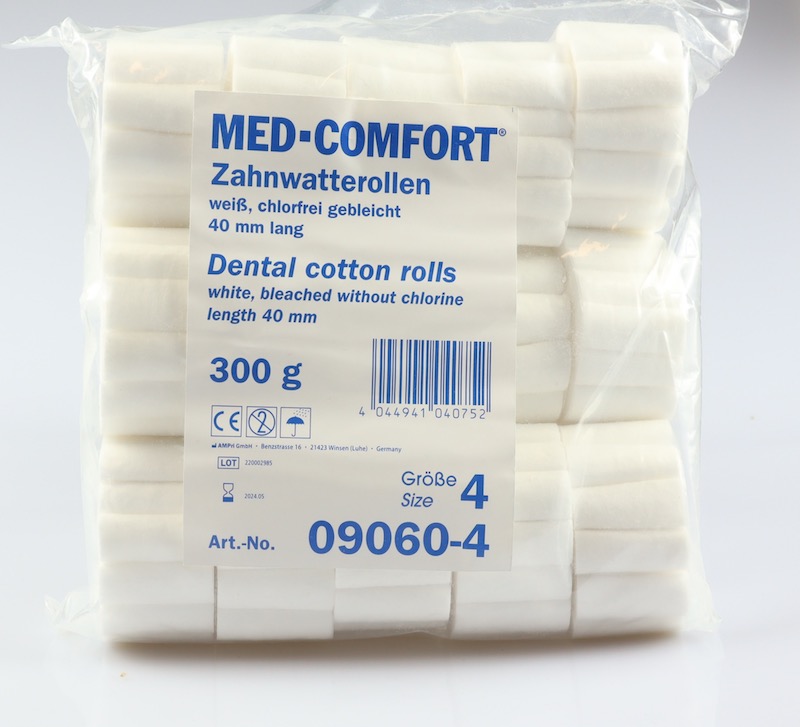 MED-COMFORT®
Zahnwatterollen
weiß, chlorfrei gebleicht
40 mm lang
Dental cotton rolls
white, bleached without chlorine
length 40 mm
300 g
4 044941 040752
CE 2
AMPri GmbH • Benzstrasse 16 • 21423 Winsen (Luhe) • Germany
LOT 220002985
2024.05
Größe
Size 4
Art.-No. 09060-4